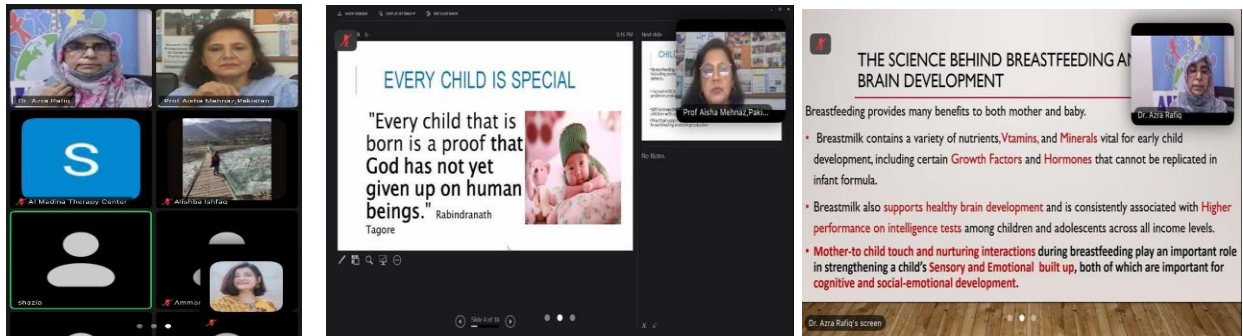 Dr. Azra Rafiq
Prof Aisha Mehnaz,Pakistan
S
Al Madina Therapy Center
Alishba Ishfaq
shazia
Ammar
5:15 PM
Next slide
EVERY CHILD IS SPECIAL
"Every child that is
born is a proof that
God has not yet
given up on human
beings." Rabindranath
Tagore
Prof Aisha Mehnaz,Paki...
No Notes
Slide 4 of 14
THE SCIENCE BEHIND BREASTFEEDING AN
BRAIN DEVELOPMENT
Dr. Azra Rafiq
Breastfeeding provides many benefits to both mother and baby.
• Breastmilk contains a variety of nutrients,Vtamins, and Minerals vital for early child
development, including certain Growth Factors and Hormones that cannot be replicated in
infant formula.
• Breastmilk also supports healthy brain development and is consistently associated with Higher
performance on intelligence tests among children and adolescents across all income levels.
• Mother-to child touch and nurturing interactions during breastfeeding play an important role
in strengthening a child's Sensory and Emotional built up, both of which are important for
cognitive and social-emotional development.
Dr. Azra Rafiq's screen